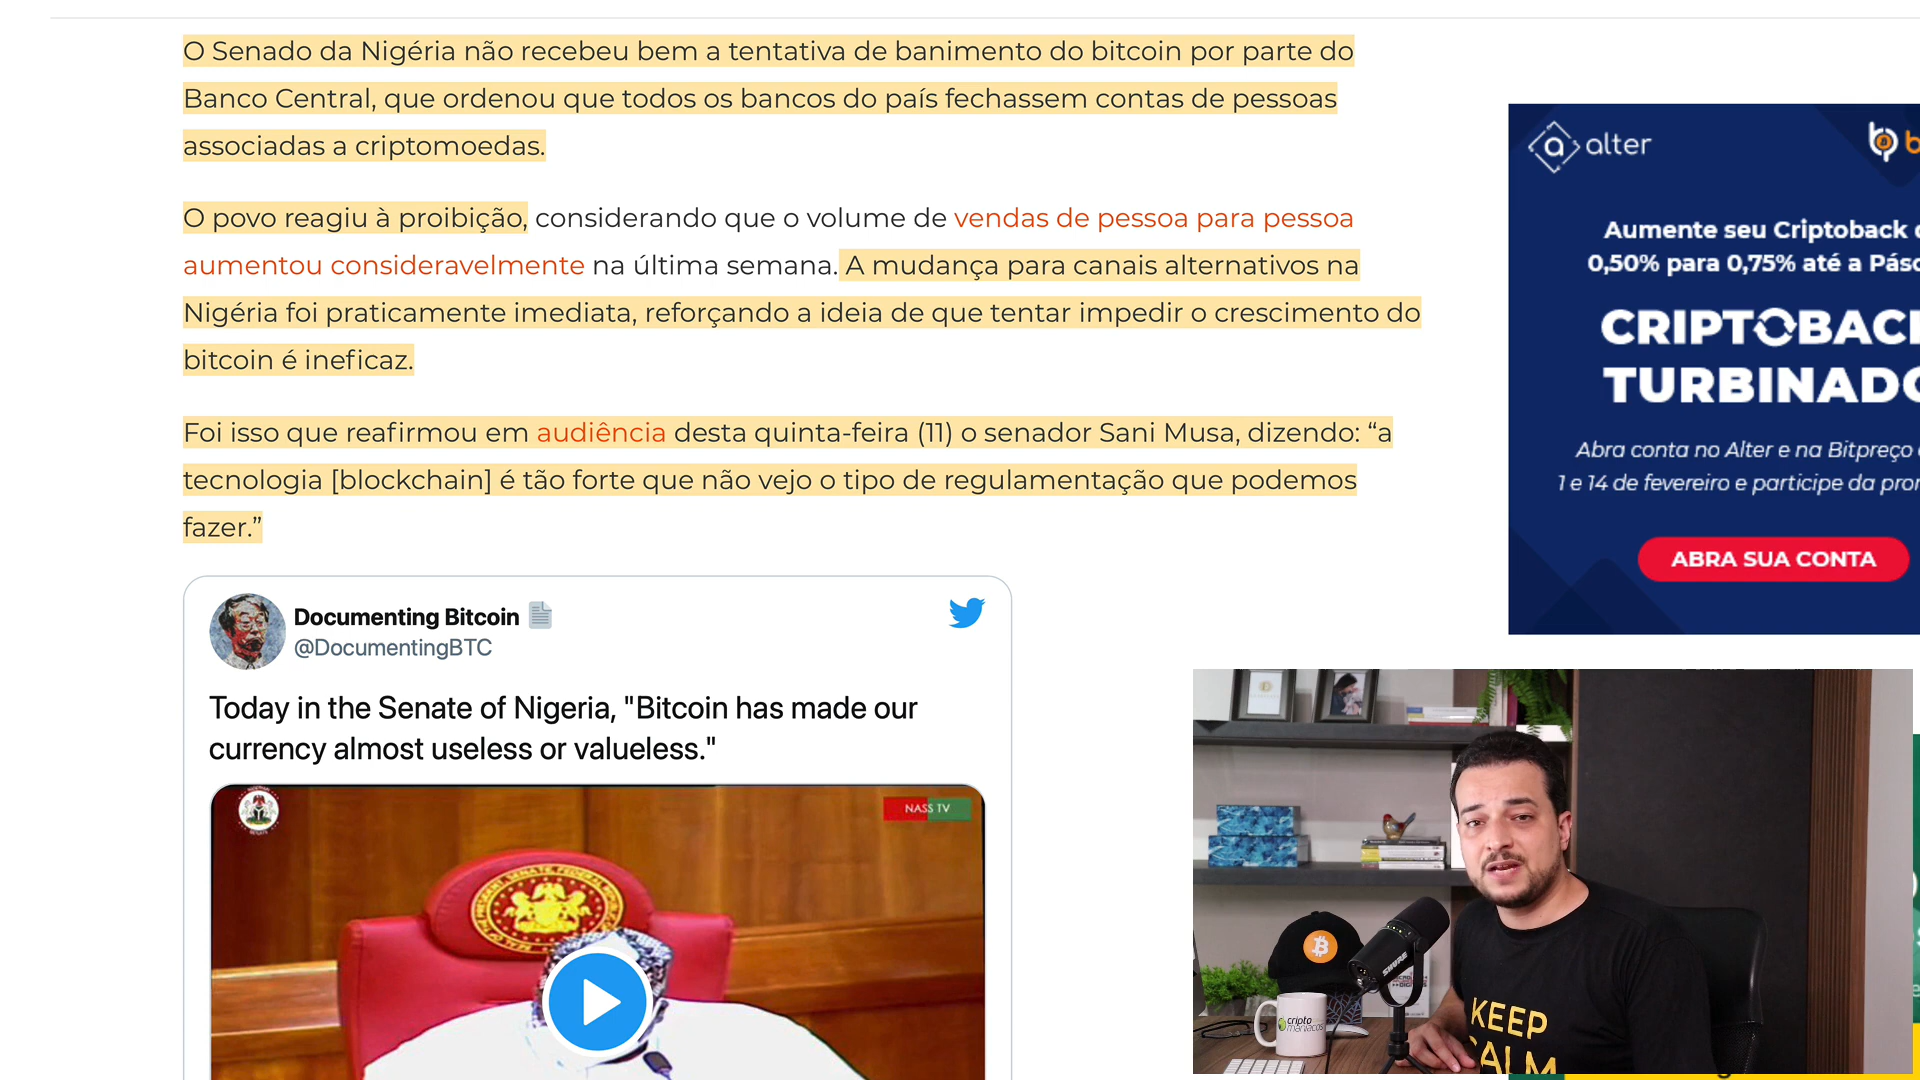 O Senado da Nigéria não recebeu bem a tentativa de banimento do bitcoin por parte do
Banco Central, que ordenou que todos os bancos do país fechassem contas de pessoas
associadas a criptomoedas.
O povo reagiu à proibição, considerando que o volume de vendas de pessoa para pessoa
aumentou consideravelmente na última semana. A mudança para canais alternativos na
Nigéria foi praticamente imediata, reforçando a ideia de que tentar impedir o crescimento do
bitcoin é ineficaz.
Foi isso que reafirmou em audiência desta quinta-feira (11) o senador Sani Musa, dizendo: “a
tecnologia [blockchain] é tão forte que não vejo o tipo de regulamentação que podemos
fazer.”
Documenting Bitcoin
@DocumentingBTC
Today in the Senate of Nigeria, "Bitcoin has made our
currency almost useless or valueless."
NASS TV
alter
Aumente seu Criptoback
0,50% para 0,75% até a
CRIPTOBACK
TURBINADO
Abra conta no Alter e na Bitpreço
1 e 14 de fevereiro e participe da
ABRA SUA CONTA
SHURE
cripto
maníacos
KEEP
CALM